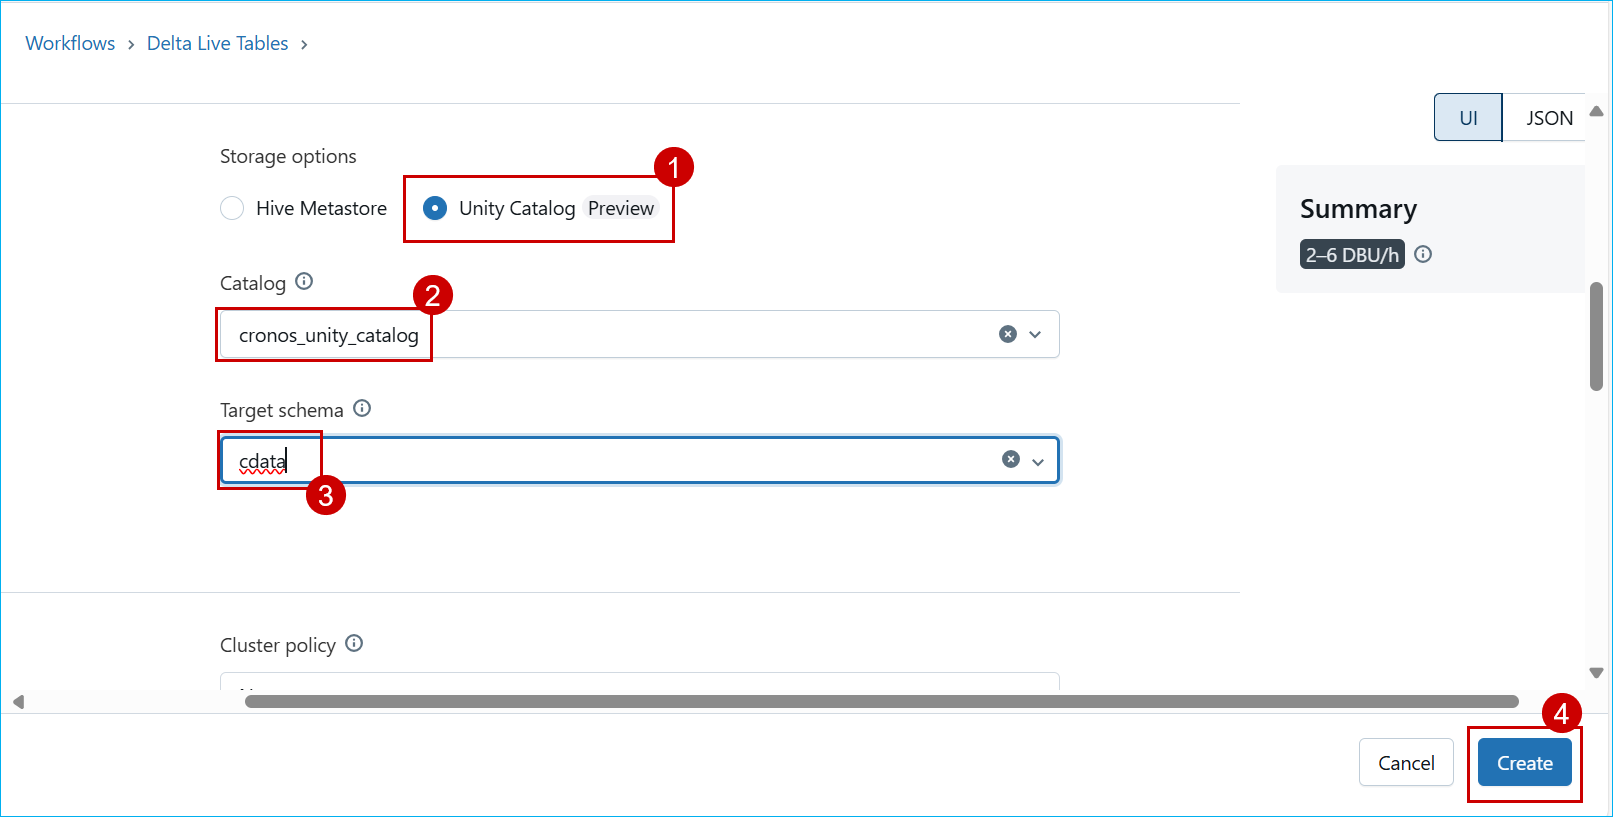 Workflows > Delta Live Tables >
UI JSON
Storage options
1
Hive Metastore Unity Catalog Preview
Summary
2–6 DBU/h
Catalog
2
cronos_unity_catalog
Target schema
cdata
3
Cluster policy
4
Cancel Create